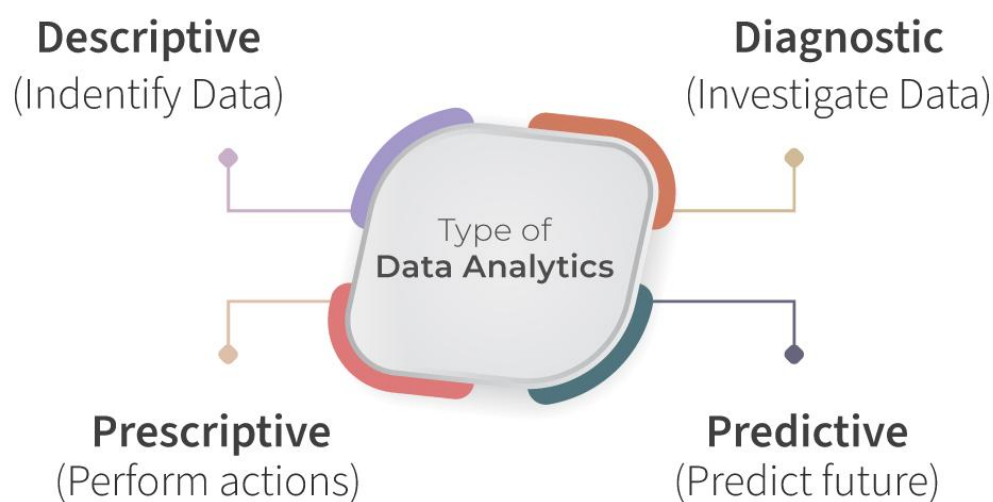 Descriptive
(Indentify Data)
Diagnostic
(Investigate Data)
Type of
Data Analytics
Prescriptive
(Perform actions)
Predictive
(Predict future)